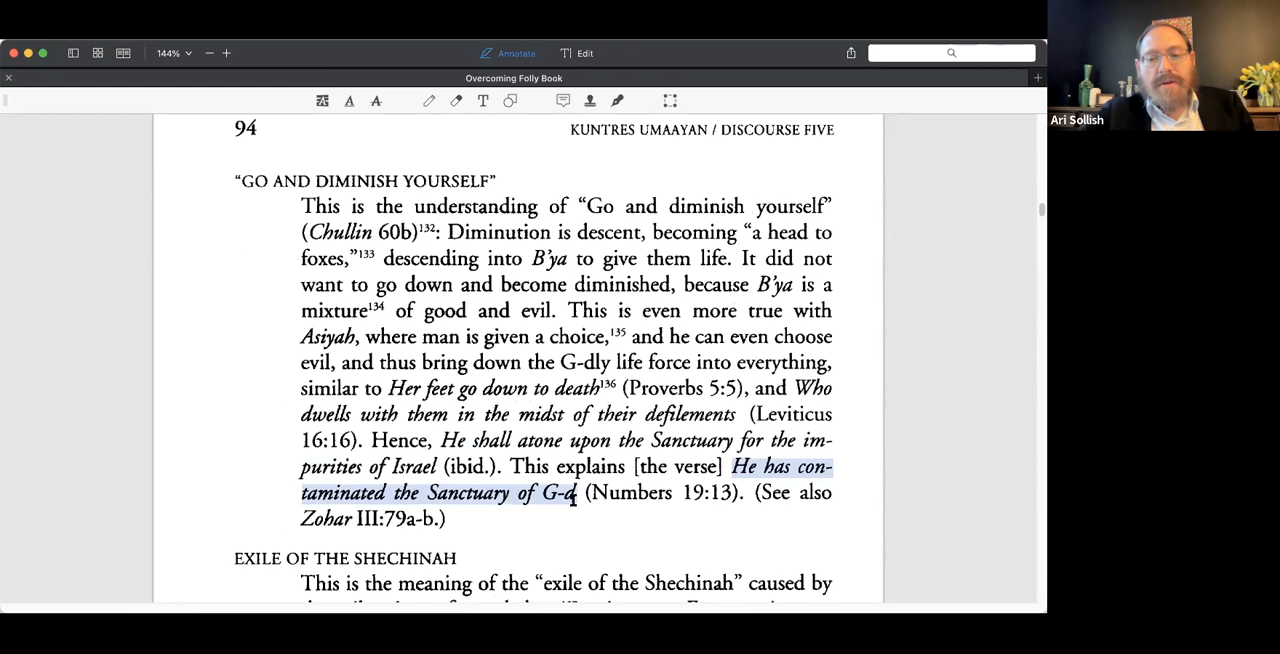 144%
Annotate
Edit
Overcoming Folly Book
94
KUNTRES UMAAYAN / DISCOURSE FIVE
"GO AND DIMINISH YOURSELF"
This is the understanding of "Go and diminish yourself"
(Chullin 60b)132: Diminution is descent, becoming "a head to
foxes,"133 descending into B'ya to give them life. It did not
want to go down and become diminished, because B'ya is a
mixture134 of good and evil. This is even more true with
Asiyah, where man is given a choice,135 and he can even choose
evil, and thus bring down the G-dly life force into everything,
similar to Her feet go down to death136 (Proverbs 5:5), and Who
dwells with them in the midst of their defilements (Leviticus
16:16). Hence, He shall atone upon the Sanctuary for the im-
purities of Israel (ibid.). This explains [the verse] He has con-
taminated the Sanctuary of G-d (Numbers 19:13). (See also
Zohar III:79a-b.)
EXILE OF THE SHECHINAH
This is the meaning of the "exile of the Shechinah" caused by
Ari Sollish